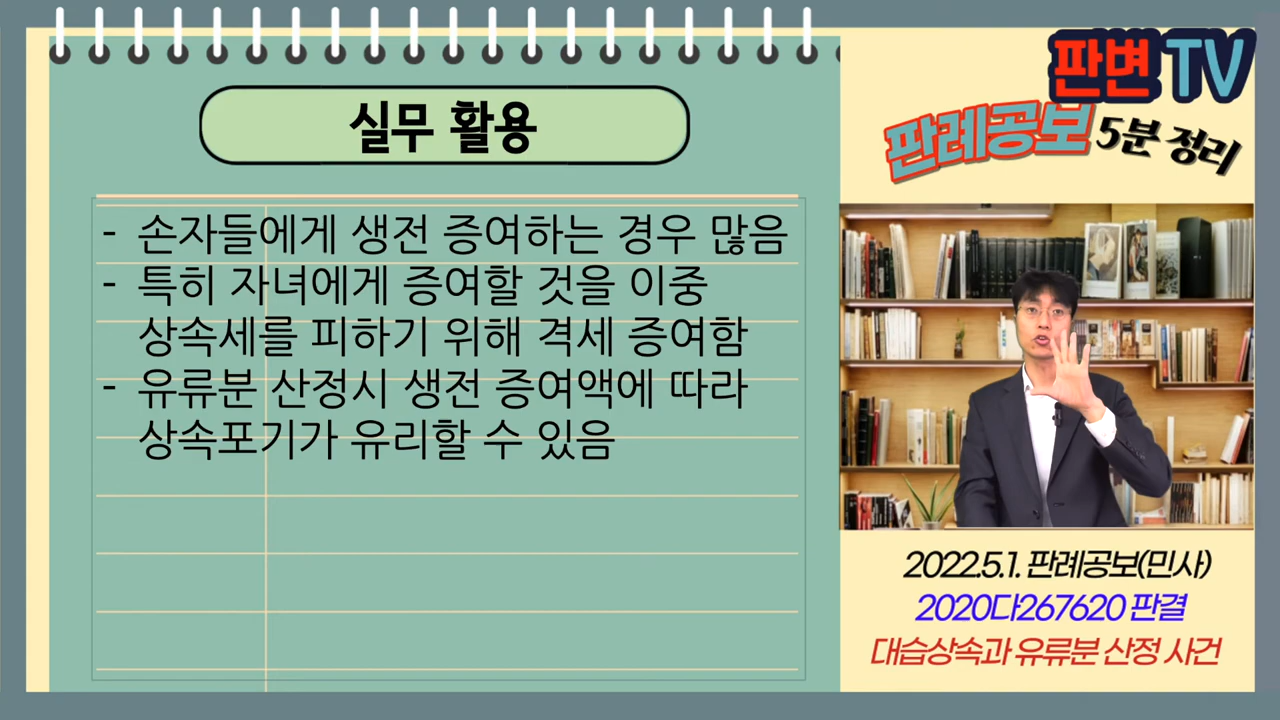 실무 활용
- 손자들에게 생전 증여하는 경우 많음
- 특히 자녀에게 증여할 것을 이중
상속세를 피하기 위해 격세 증여함
- 유류분 산정시 생전 증여액에 따라
상속포기가 유리할 수 있음
판변 TV
판례공보 5분 정리
2022.5.1. 판례공보(민사)
2020다267620 판결
대습상속과 유류분 산정 사건